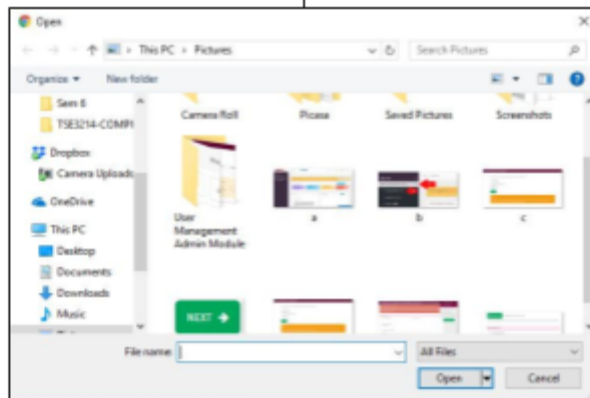 Open
This PC > Pictures
Search Pictures
Organize
New folder
Sem 6
Dropbox
Camera Uploads
OneDrive
This PC
Desktop
Documents
Downloads
Music
Camera Roll
Picasa
Saved Pictures
Screenshots
User
Management
Admin Module
a
b
c
NEXT
File name:
All Files
Open
Cancel